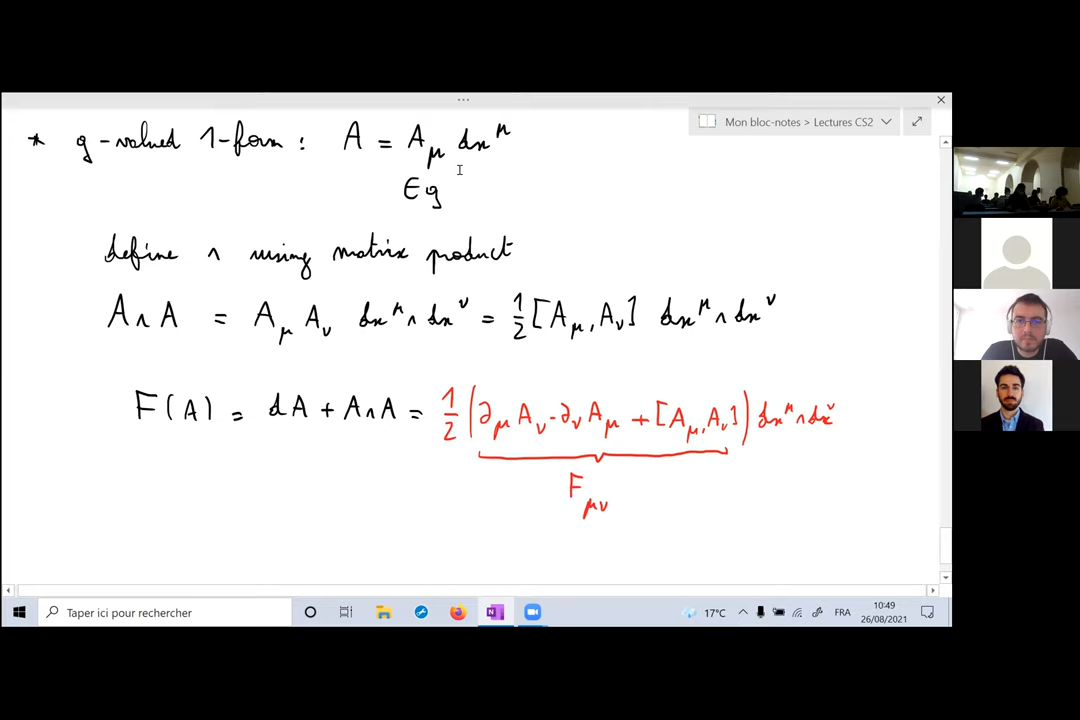 Mon bloc-notes > Lectures CS2
* g-valued 1-form : A = A_μ dx^μ
∈ g
define ∧ using matrix product
A∧A = A_μ A_ν dx^μ∧dx^ν = 1/2 [A_μ, A_ν] dx^μ∧dx^ν
F(A) = dA + A∧A = 1/2 (∂_μ A_ν - ∂_ν A_μ + [A_μ, A_ν]) dx^μ∧dx^ν
F_μν
Taper ici pour rechercher
17°C
FRA
10:49
26/08/2021